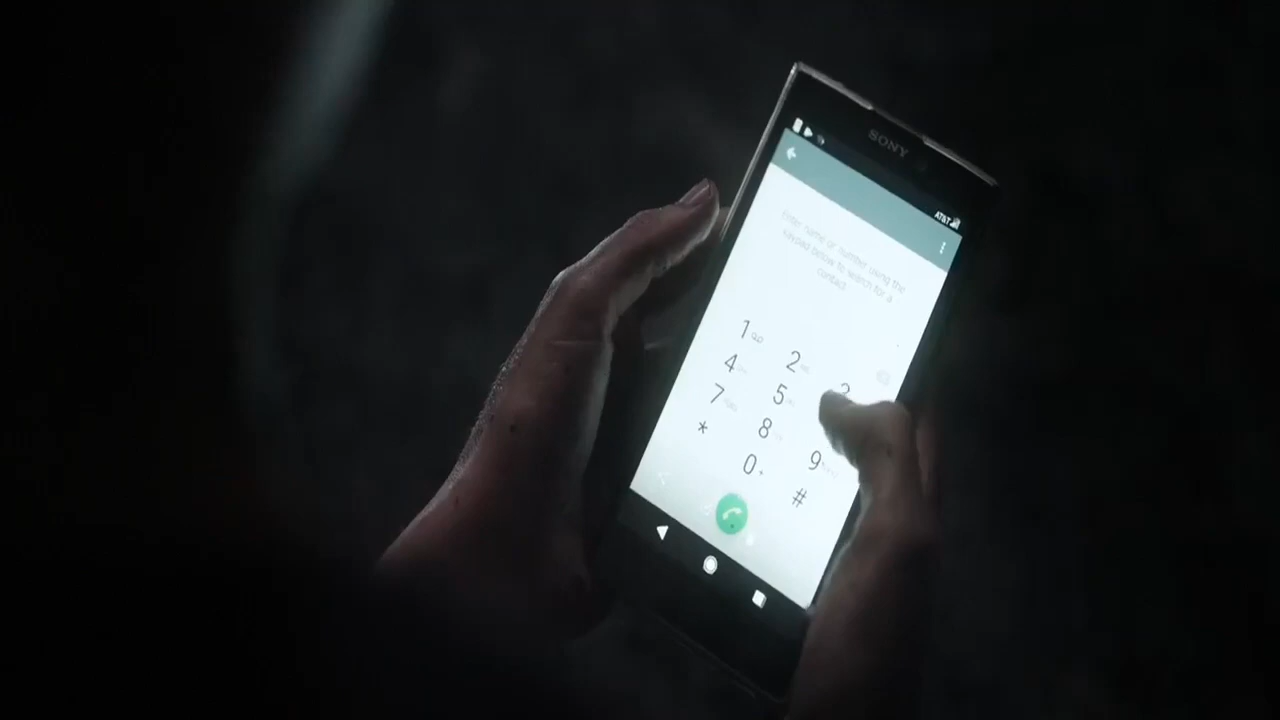 SONY
AT&T
Enter name or number using the
keypad below to search for a
contact
1 2 3
4 5
7 8 9
* 0 + #